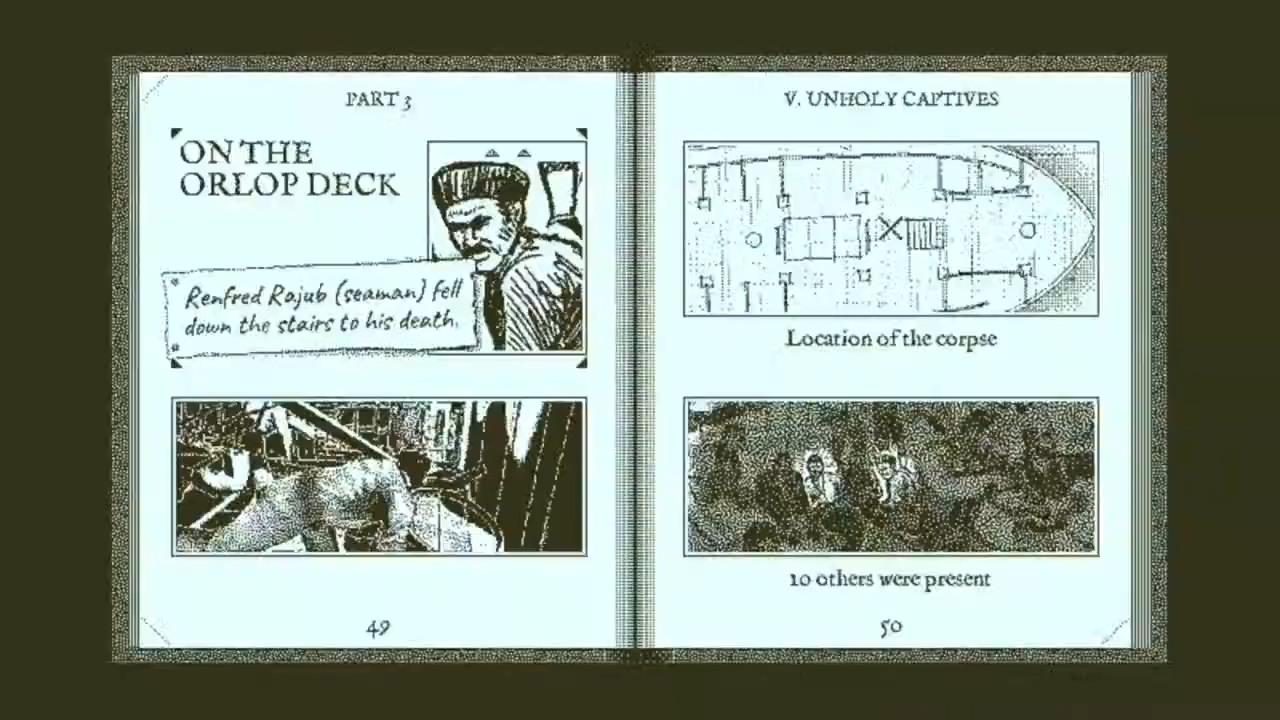 PART 3
ON THE
ORLOP DECK
Renfred Rajub (seaman) fell
down the stairs to his death.
49
V. UNHOLY CAPTIVES
Location of the corpse
10 others were present
50